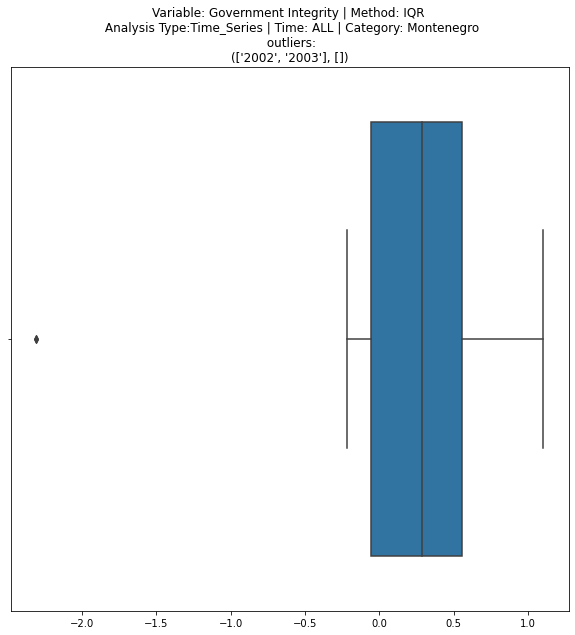 Variable: Government Integrity | Method: IQR
Analysis Type:Time_Series | Time: ALL | Category: Montenegro
outliers:
(['2002', '2003'], [])
−2.0 −1.5 −1.0 −0.5 0.0 0.5 1.0